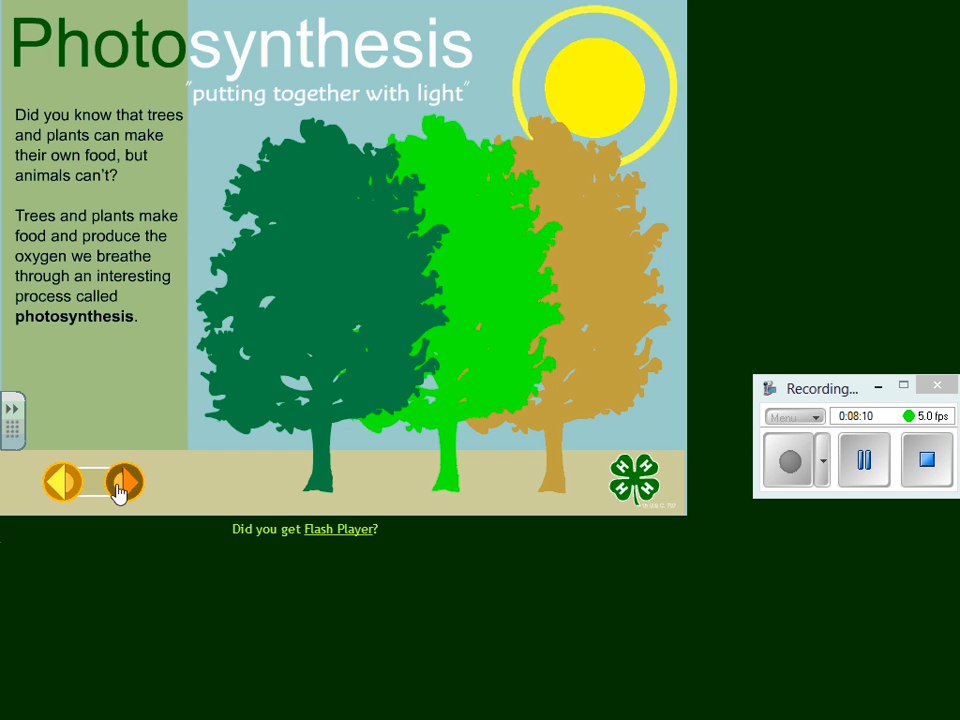 Photosynthesis
"putting together with light"
Did you know that trees
and plants can make
their own food, but
animals can't?
Trees and plants make
food and produce the
oxygen we breathe
through an interesting
process called
photosynthesis.
Recording...
Menu
0:08:10
5.0 fps
H H
H H
Did you get Flash Player?